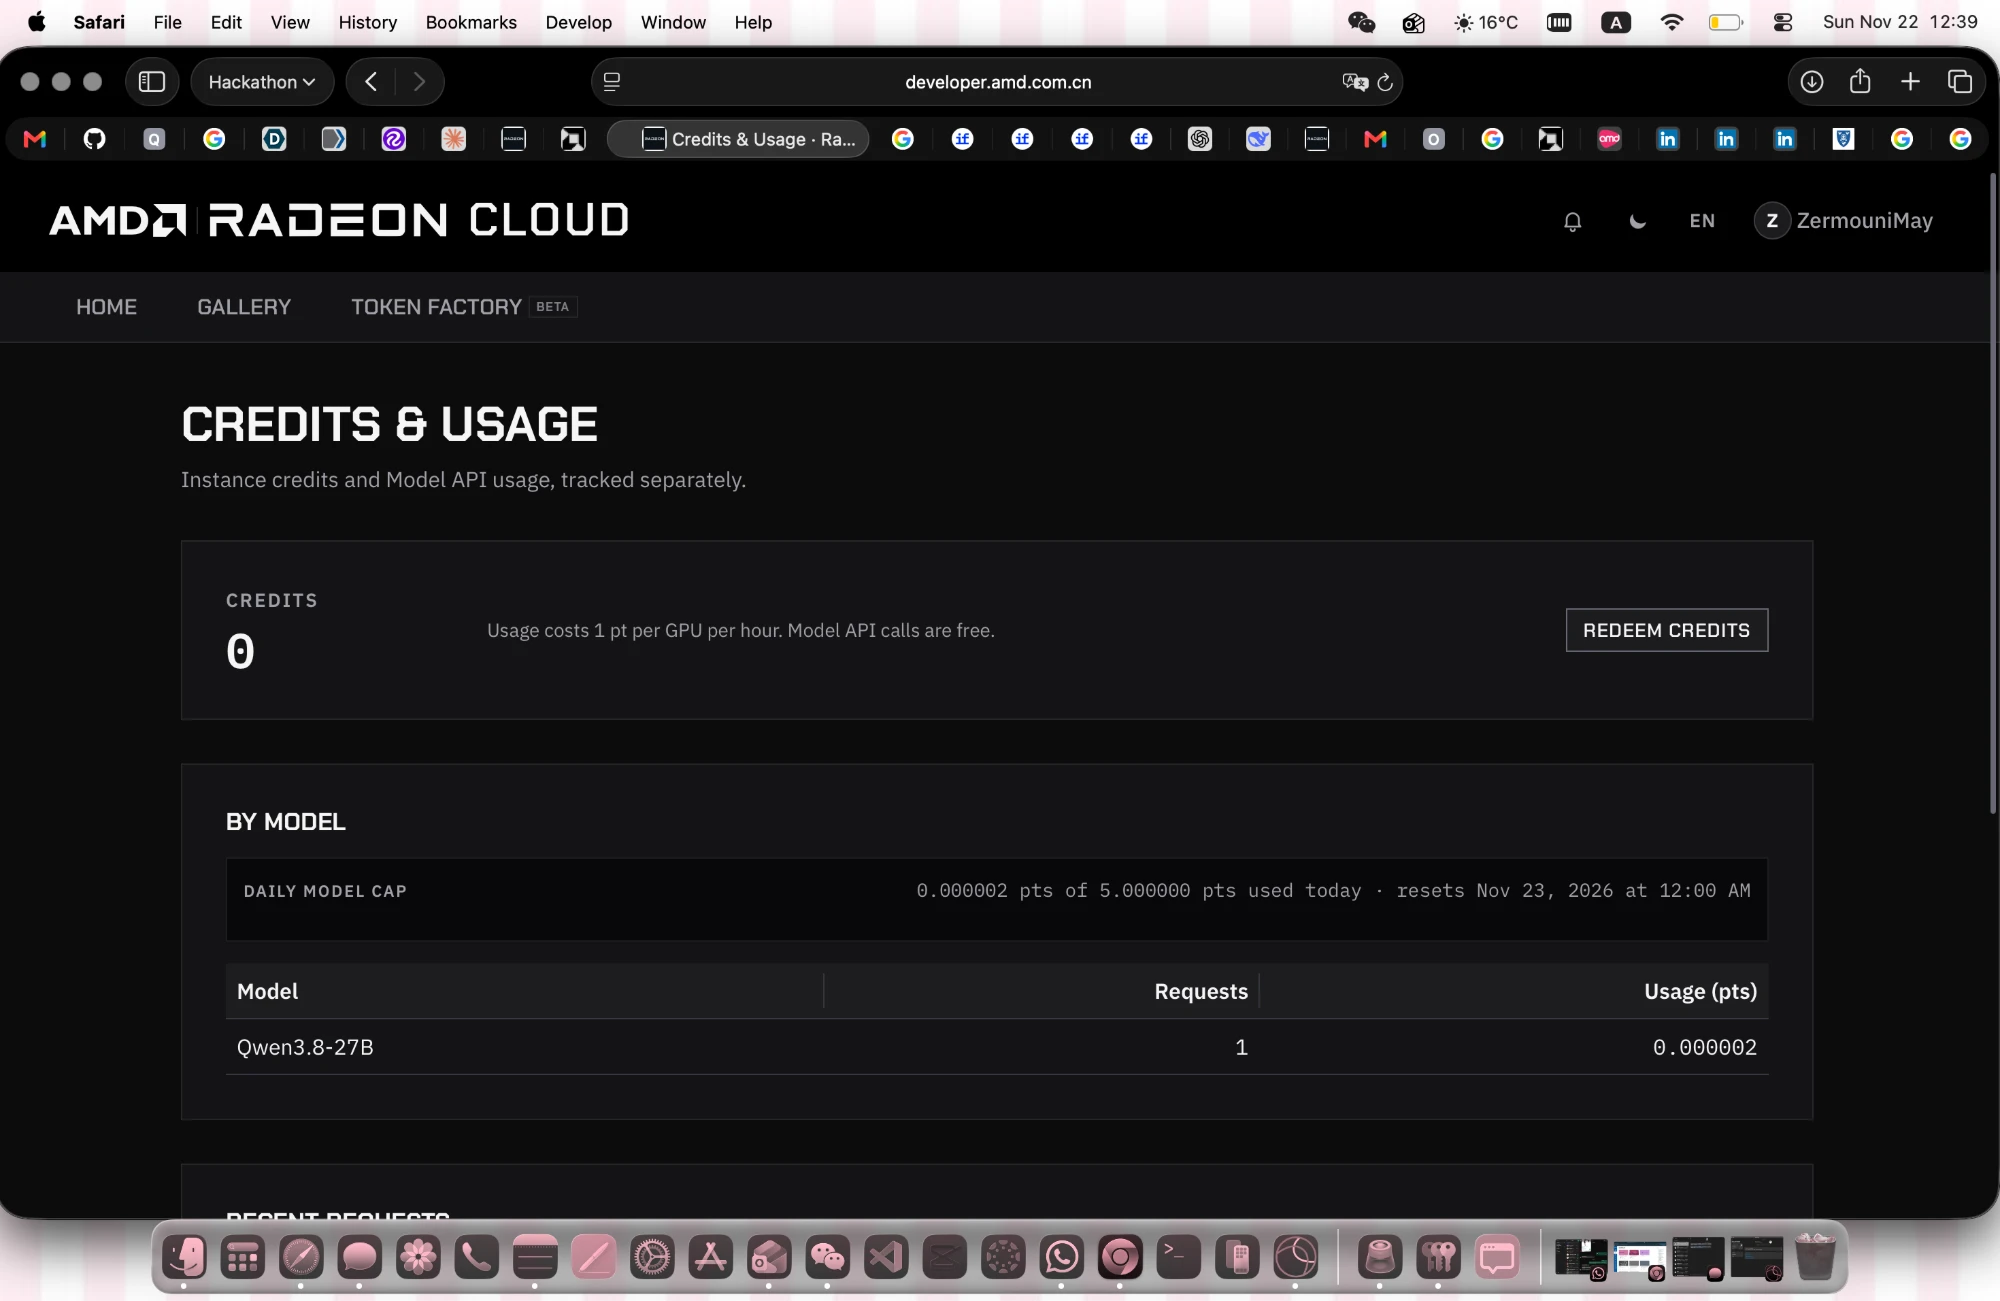 Safari File Edit View History Bookmarks Develop Window Help 16°C A Sun Nov 22 12:39
Hackathon developer.amd.com.cn
Credits & Usage · Ra...
AMD RADEON CLOUD EN Z ZermouniMay
HOME GALLERY TOKEN FACTORY BETA
CREDITS & USAGE
Instance credits and Model API usage, tracked separately.
CREDITS
0
Usage costs 1 pt per GPU per hour. Model API calls are free.
REDEEM CREDITS
BY MODEL
DAILY MODEL CAP 0.000002 pts of 5.000000 pts used today · resets Nov 23, 2026 at 12:00 AM
Model Requests Usage (pts)
Qwen3.8-27B 1 0.000002
RECENT REQUESTS